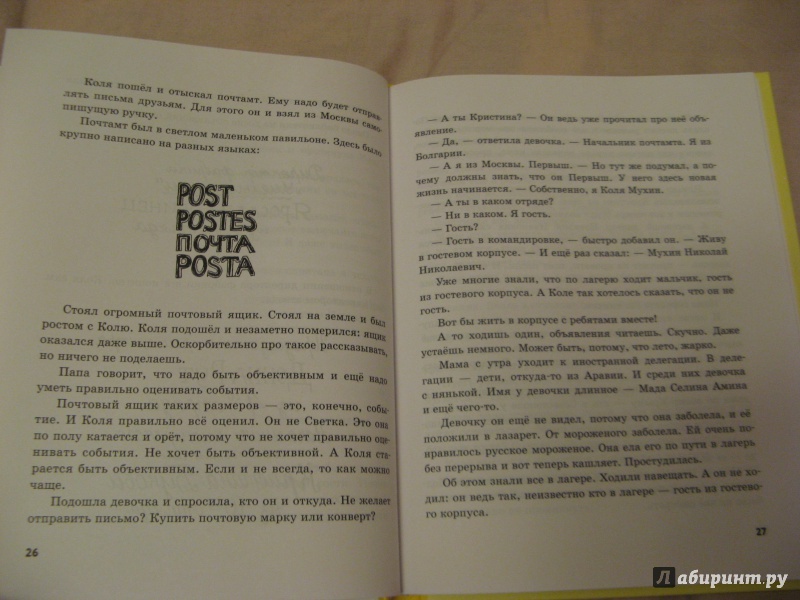 Коля пошёл и отыскал почтамт. Ему надо будет отправ-
лять письма друзьям. Для этого он и взял из Москвы само-
пишущую ручку.
Почтамт был в светлом маленьком павильоне. Здесь было
крупно написано на разных языках:
POST
POSTES
ПОЧТА
POSTA
Стоял огромный почтовый ящик. Стоял на земле и был
ростом с Колю. Коля подошёл и незаметно померился: ящик
оказался даже выше. Оскорбительно про такое рассказывать,
но ничего не поделаешь.
Папа говорит, что надо быть объективным и ещё надо
уметь правильно оценивать события.
Почтовый ящик таких размеров — это, конечно, собы-
тие. И Коля правильно всё оценил. Он не Светка. Это она
по полу катается и орёт, потому что не хочет правильно оце-
нивать события. Не хочет быть объективной. А Коля ста-
рается быть объективным. Если и не всегда, то как можно
чаще.
Подошла девочка и спросила, кто он и откуда. Не желает
отправить письмо? Купить почтовую марку или конверт?
26
— А ты Кристина? — Он ведь уже прочитал про неё объ-
явление.
— Да, — ответила девочка. — Начальник почтамта. Я из
Болгарии.
— А я из Москвы. Первыш. — Но тут же подумал, а по-
чему должны знать, что он Первыш. У него здесь новая
жизнь начинается. — Собственно, я Коля Мухин.
— А ты в каком отряде?
— Ни в каком. Я гость.
— Гость?
— Гость в командировке, — быстро добавил он. — Живу
в гостевом корпусе. — И ещё раз сказал: — Мухин Николай
Николаевич.
Уже многие знали, что по лагерю ходит мальчик, гость
из гостевого корпуса. А Коле так хотелось сказать, что он не
гость.
Вот бы жить в корпусе с ребятами вместе!
А то ходишь один, объявления читаешь. Скучно. Даже
устаёшь немного. Может быть, потому, что лето, жарко.
Мама с утра уходит к иностранной делегации. В деле-
гации — дети, откуда-то из Аравии. И среди них девочка
с нянькой. Имя у девочки длинное — Мада Селина Амина
и ещё чего-то.
Девочку он ещё не видел, потому что она заболела, и её
положили в лазарет. От мороженого заболела. Ей очень по-
нравилось русское мороженое. Она ела его по пути в лагерь
без перерыва и вот теперь кашляет. Простудилась.
Об этом знали все в лагере. Ходили навещать. А он не хо-
дил: он ведь так, неизвестно кто в лагере — гость из гостево-
го корпуса.
27
Лабиринт.ру